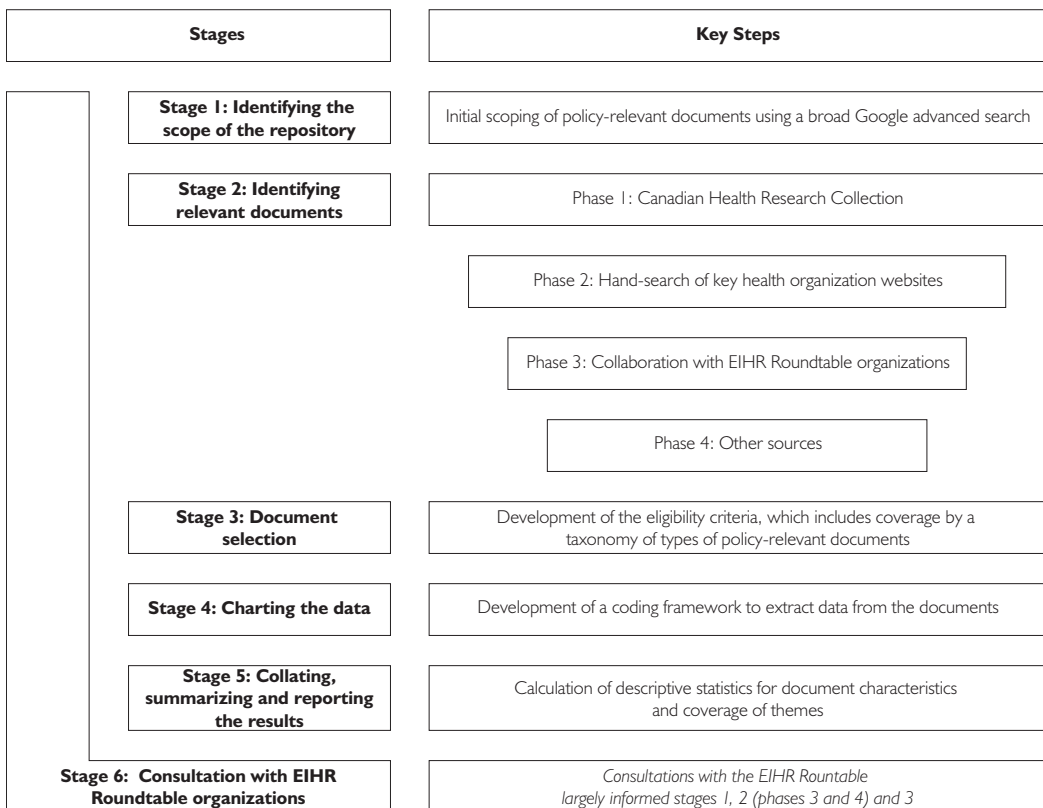 Stages
Key Steps
Stage 1: Identifying the
scope of the repository
Initial scoping of policy-relevant documents using a broad Google advanced search
Stage 2: Identifying
relevant documents
Phase 1: Canadian Health Research Collection
Phase 2: Hand-search of key health organization websites
Phase 3: Collaboration with EIHR Roundtable organizations
Phase 4: Other sources
Stage 3: Document
selection
Development of the eligibility criteria, which includes coverage by a
taxonomy of types of policy-relevant documents
Stage 4: Charting the data
Development of a coding framework to extract data from the documents
Stage 5: Collating,
summarizing and reporting
the results
Calculation of descriptive statistics for document characteristics
and coverage of themes
Stage 6: Consultation with EIHR
Roundtable organizations
Consultations with the EIHR Rountable
largely informed stages 1, 2 (phases 3 and 4) and 3